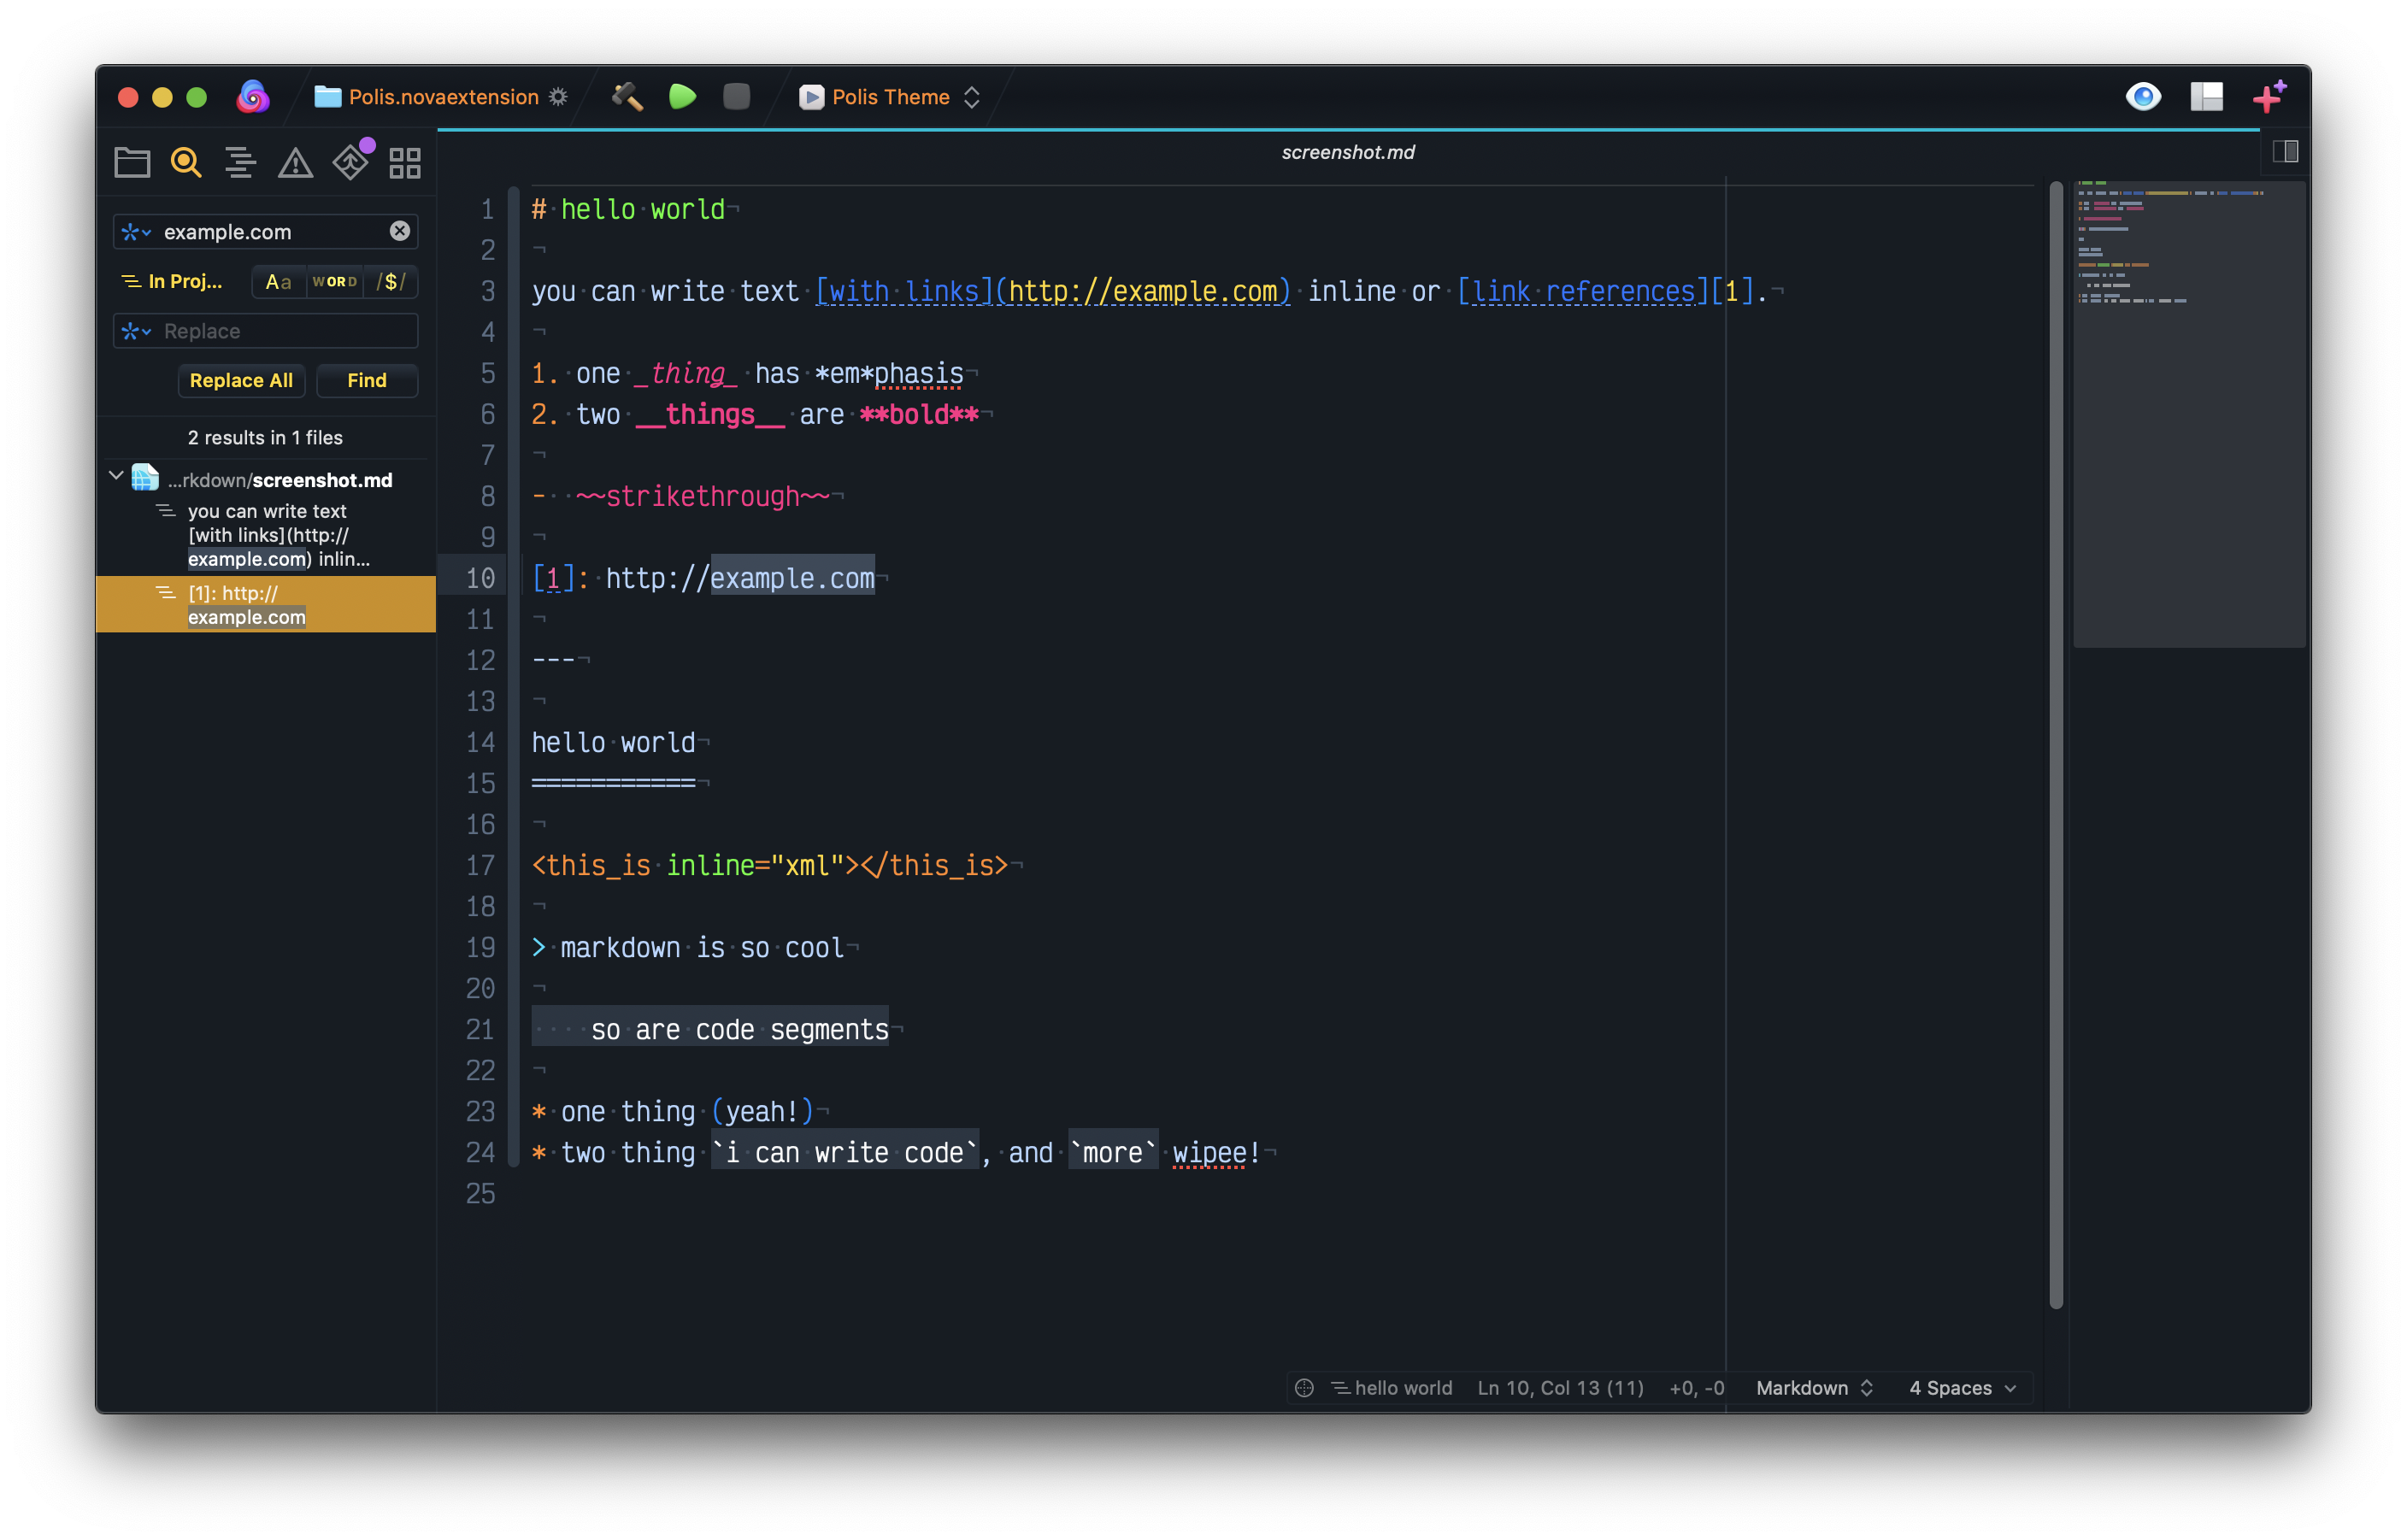 Polis.novaextension
Polis Theme
example.com
In Proj...
Aa WORD /$/
Replace
Replace All Find
2 results in 1 files
...rkdown/screenshot.md
you can write text
[with links](http://
example.com) inlin...
[1]: http://
example.com
screenshot.md
1 # hello world
2
3 you can write text [with links](http://example.com) inline or [link references][1].
4
5 1. one _thing_ has *em*phasis
6 2. two __things__ are **bold**
7
8 - ~~strikethrough~~
9
10 [1]: http://example.com
11
12 ---
13
14 hello world
15 ===========
16
17 <this_is inline="xml"></this_is>
18
19 > markdown is so cool
20
21     so are code segments
22
23 * one thing (yeah!)
24 * two thing `i can write code`, and `more` wipee!
25
hello world Ln 10, Col 13 (11) +0, -0 Markdown 4 Spaces